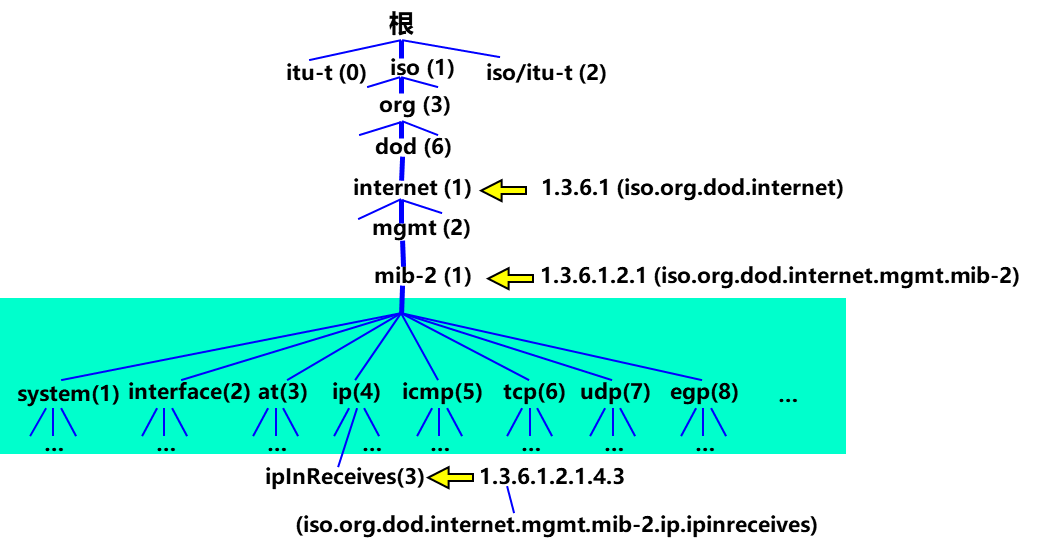 根
itu-t (0) iso (1) iso/itu-t (2)
org (3)
dod (6)
internet (1) 1.3.6.1 (iso.org.dod.internet)
mgmt (2)
mib-2 (1) 1.3.6.1.2.1 (iso.org.dod.internet.mgmt.mib-2)
system(1) interface(2) at(3) ip(4) icmp(5) tcp(6) udp(7) egp(8) ...
... ... ... ... ... ... ... ...
ipInReceives(3) 1.3.6.1.2.1.4.3
(iso.org.dod.internet.mgmt.mib-2.ip.ipinreceives)